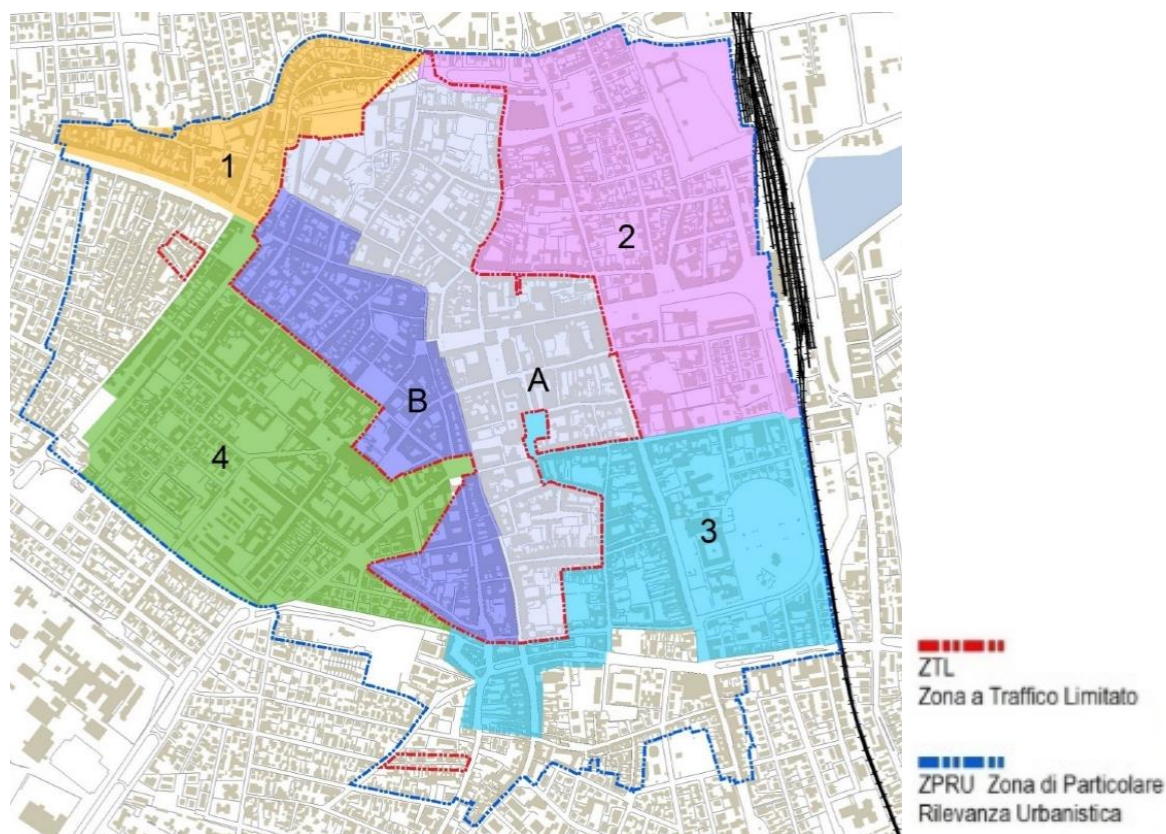 1
2
B
A
4
3
ZTL
Zona a Traffico Limitato
ZPRU Zona di Particolare
Rilevanza Urbanistica